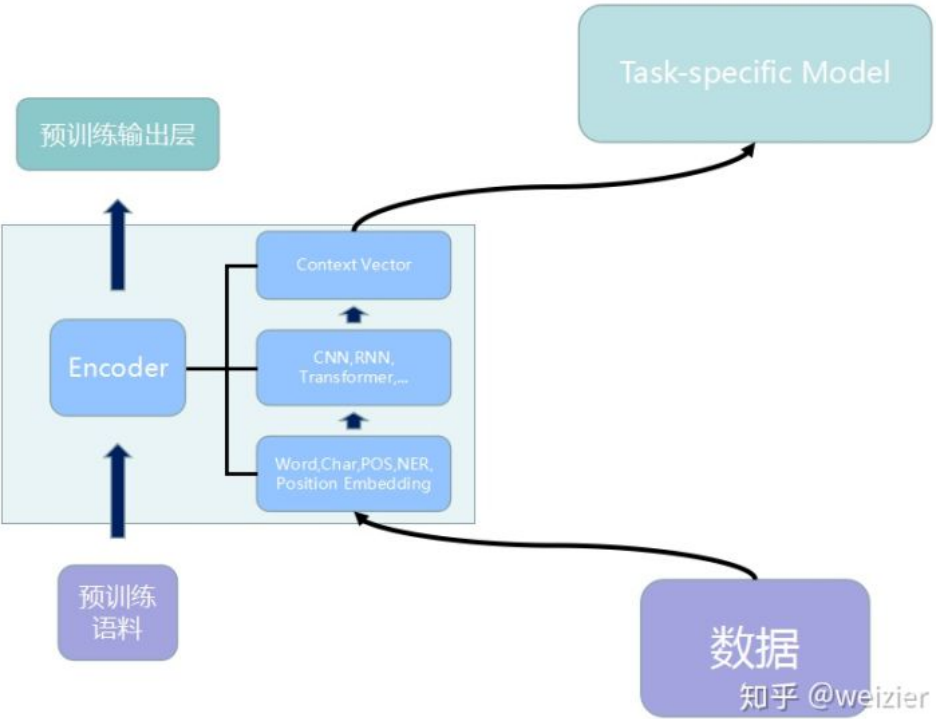 Task-specific Model
预训练输出层
Context Vector
Encoder
CNN,RNN,
Transformer,...
Word,Char,POS,NER,
Position Embedding
预训练
语料
数据
知乎 @weizier